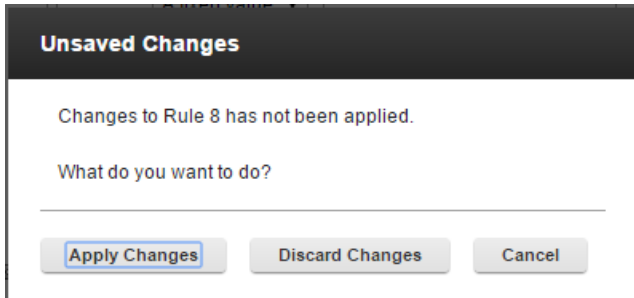 Unsaved Changes
Changes to Rule 8 has not been applied.
What do you want to do?
Apply Changes Discard Changes Cancel